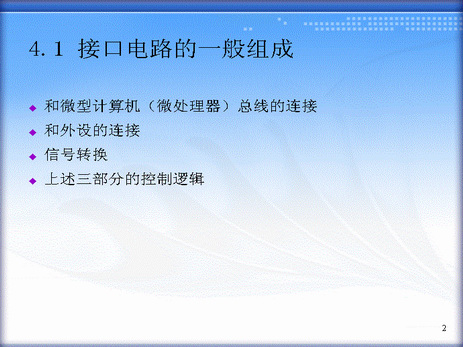 4.1 接口电路的一般组成
和微型计算机（微处理器）总线的连接
和外设的连接
信号转换
上述三部分的控制逻辑
2